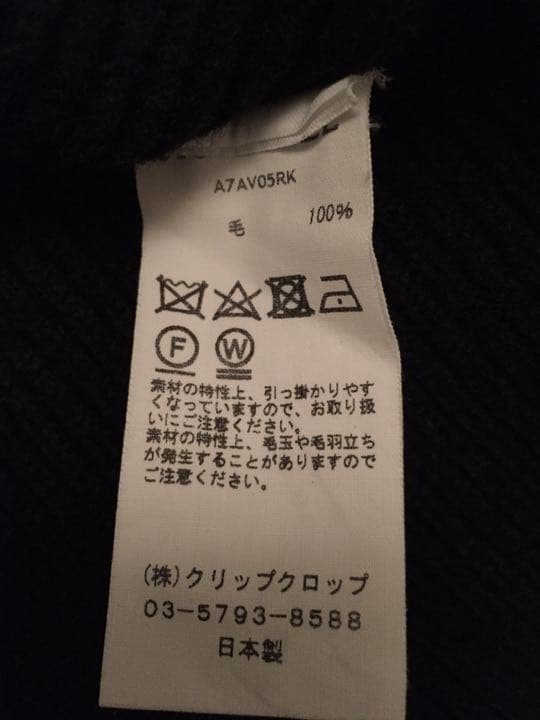 A7AV05RK
毛 100%
F W
素材の特性上、引っ掛かりやす
くなっていますので、お取り扱
いにご注意ください。
素材の特性上、毛玉や毛羽立ち
が発生することがありますので
ご注意ください。
(株)クリップクロップ
03-5793-8588
日本製